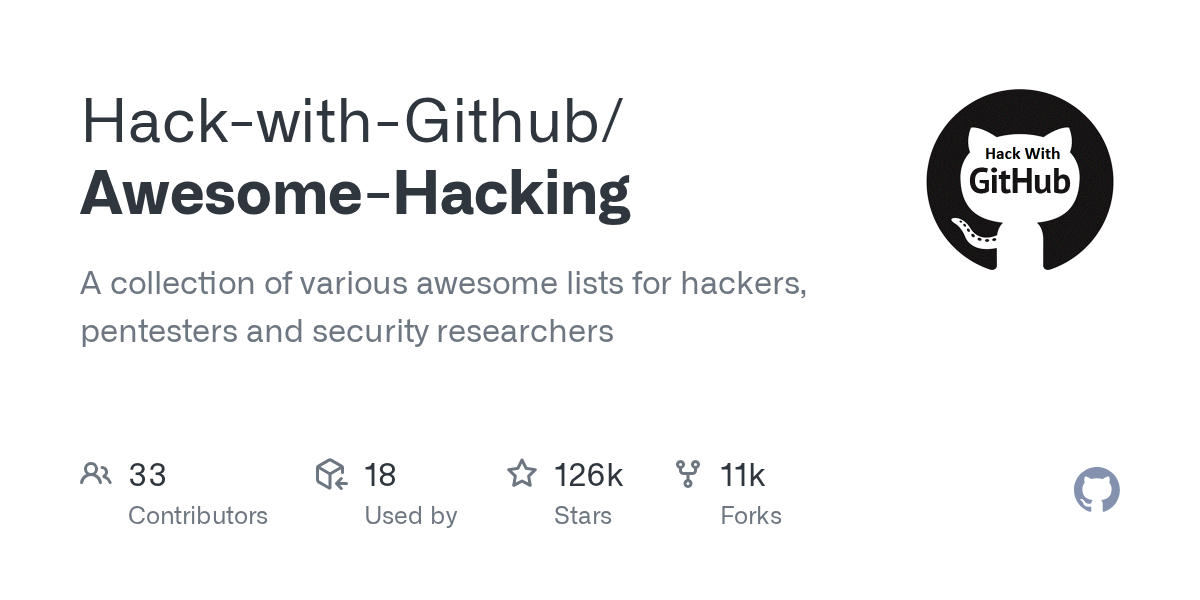 Hack-with-Github/
Awesome-Hacking
Hack With
GitHub
A collection of various awesome lists for hackers,
pentesters and security researchers
33
Contributors
18
Used by
126k
Stars
11k
Forks